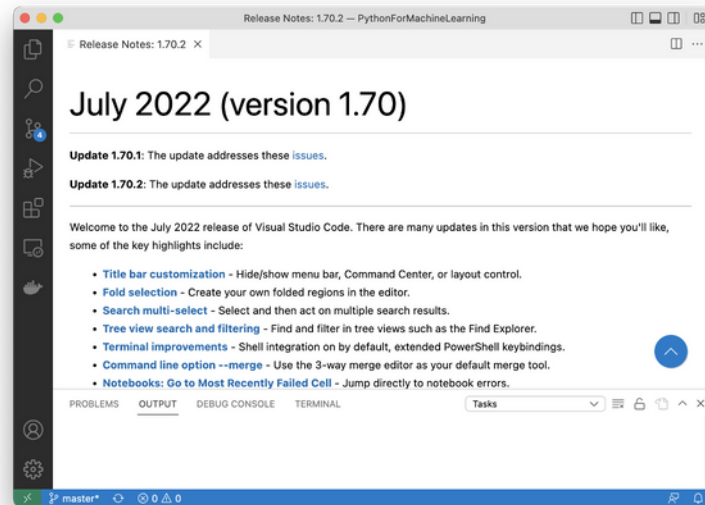 Release Notes: 1.70.2 — PythonForMachineLearning
Release Notes: 1.70.2
July 2022 (version 1.70)
Update 1.70.1: The update addresses these issues.
Update 1.70.2: The update addresses these issues.
Welcome to the July 2022 release of Visual Studio Code. There are many updates in this version that we hope you'll like,
some of the key highlights include:
• Title bar customization - Hide/show menu bar, Command Center, or layout control.
• Fold selection - Create your own folded regions in the editor.
• Search multi-select - Select and then act on multiple search results.
• Tree view search and filtering - Find and filter in tree views such as the Find Explorer.
• Terminal improvements - Shell integration on by default, extended PowerShell keybindings.
• Command line option --merge - Use the 3-way merge editor as your default merge tool.
• Notebooks: Go to Most Recently Failed Cell - Jump directly to notebook errors.
4
PROBLEMS OUTPUT DEBUG CONSOLE TERMINAL Tasks
master* 0 0